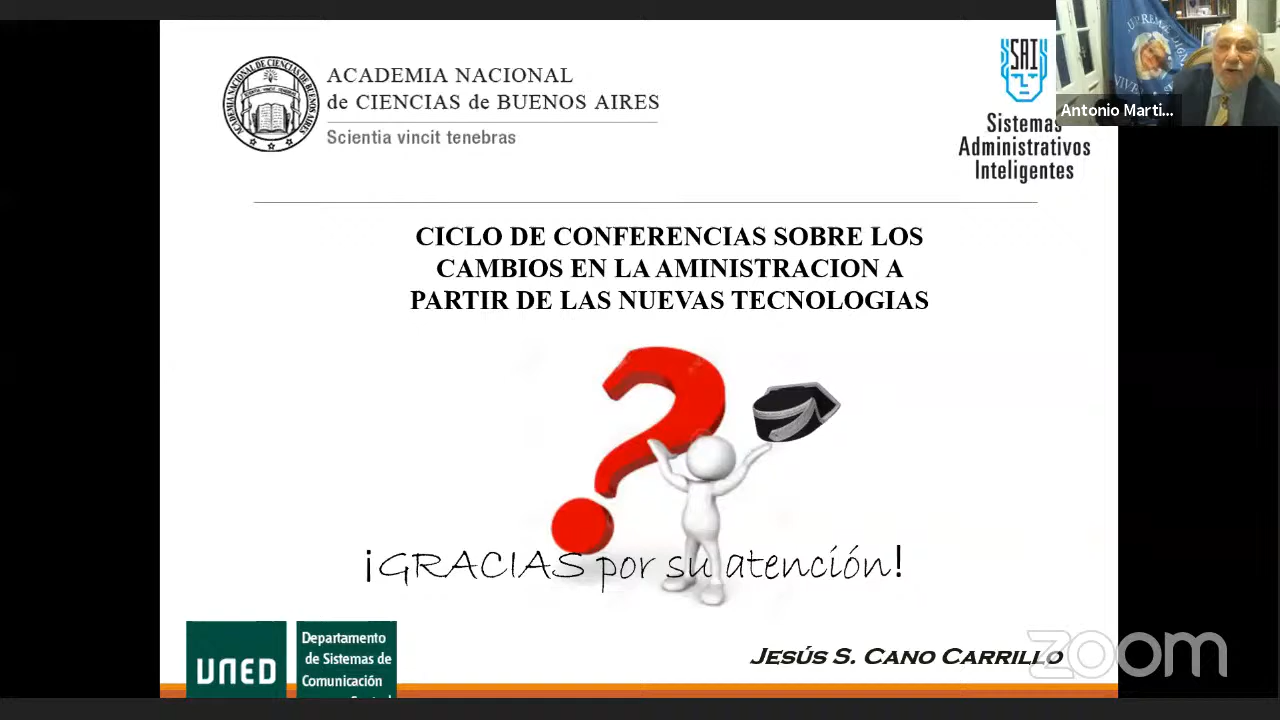 ACADEMIA NACIONAL
de CIENCIAS de BUENOS AIRES
Scientia vincit tenebras
SAI
Sistemas
Administrativos
Inteligentes
Antonio Marti...
CICLO DE CONFERENCIAS SOBRE LOS
CAMBIOS EN LA AMINISTRACION A
PARTIR DE LAS NUEVAS TECNOLOGIAS
¡GRACIAS por su atención!
UNED
Departamento
de Sistemas de
Comunicación
JESÚS S. CANO CARRILLO
zoom